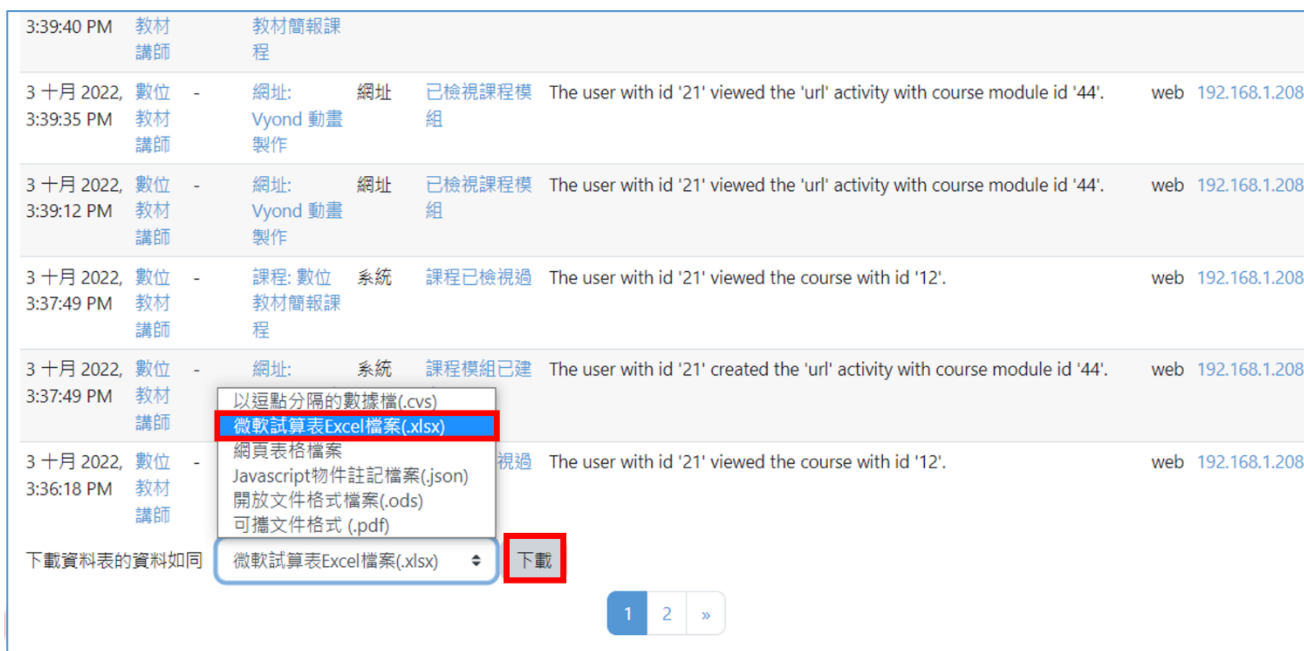 3:39:40 PM 教材 教材簡報課
講師 程
3 十月 2022, 數位 - 網址: 網址 已檢視課程模 The user with id '21' viewed the 'url' activity with course module id '44'. web 192.168.1.208
3:39:35 PM 教材 Vyond 動畫 組
講師 製作
3 十月 2022, 數位 - 網址: 網址 已檢視課程模 The user with id '21' viewed the 'url' activity with course module id '44'. web 192.168.1.208
3:39:12 PM 教材 Vyond 動畫 組
講師 製作
3 十月 2022, 數位 - 課程: 數位 系統 課程已檢視過 The user with id '21' viewed the course with id '12'. web 192.168.1.208
3:37:49 PM 教材 教材簡報課
講師 程
3 十月 2022, 數位 - 網址: 系統 課程模組已建 The user with id '21' created the 'url' activity with course module id '44'. web 192.168.1.208
3:37:49 PM 教材
講師
以逗點分隔的數據檔(.cvs)
微軟試算表Excel檔案(.xlsx)
網頁表格檔案
Javascript物件註記檔案(.json)
開放文件格式檔案(.ods)
可攜文件格式 (.pdf)
3 十月 2022, 數位 - 視過 The user with id '21' viewed the course with id '12'. web 192.168.1.208
3:36:18 PM 教材
講師
下載資料表的資料如同 微軟試算表Excel檔案(.xlsx) 下載
1 2 »